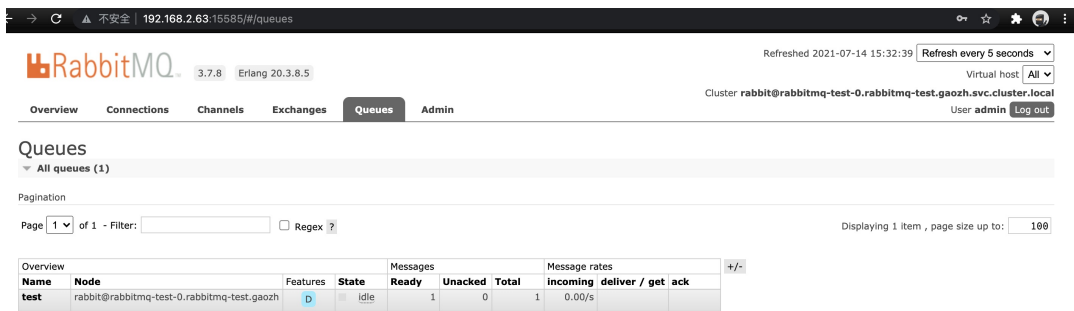 不安全 | 192.168.2.63:15585/#/queues
RabbitMQ 3.7.8 Erlang 20.3.8.5
Refreshed 2021-07-14 15:32:39 Refresh every 5 seconds
Virtual host All
Cluster rabbit@rabbitmq-test-0.rabbitmq-test.gaozh.svc.cluster.local
User admin Log out
Overview Connections Channels Exchanges Queues Admin
Queues
All queues (1)
Pagination
Page 1 of 1 - Filter: Regex ? Displaying 1 item , page size up to: 100
Overview Messages Message rates +/-
Name Node Features State Ready Unacked Total incoming deliver / get ack
test rabbit@rabbitmq-test-0.rabbitmq-test.gaozh D idle 1 0 1 0.00/s